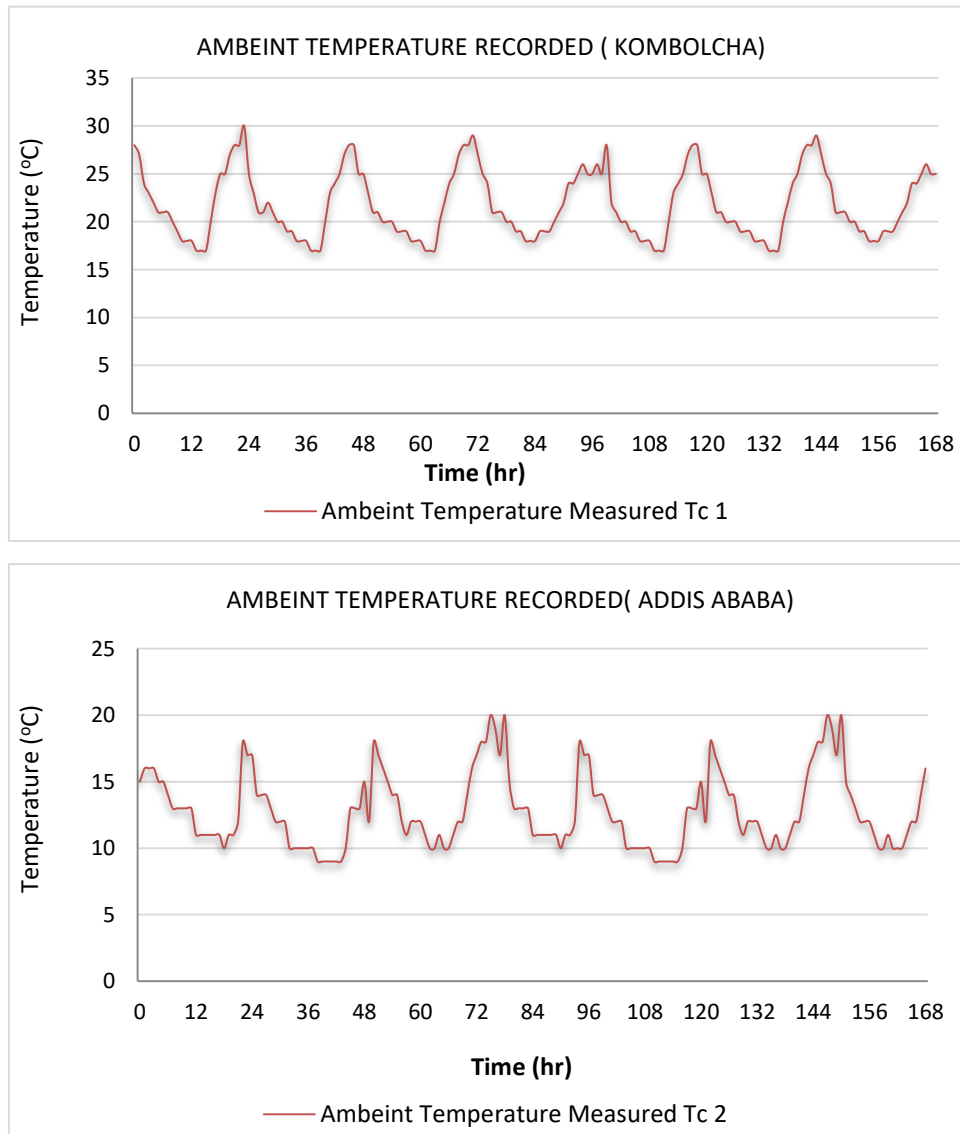 AMBEINT TEMPERATURE RECORDED ( KOMBOLCHA)
35
30
25
20
15
10
5
0
Temperature (⁰C)
0 12 24 36 48 60 72 84 96 108 120 132 144 156 168
Time (hr)
Ambeint Temperature Measured Tc 1
AMBEINT TEMPERATURE RECORDED( ADDIS ABABA)
25
20
15
10
5
0
Temperature (⁰C)
0 12 24 36 48 60 72 84 96 108 120 132 144 156 168
Time (hr)
Ambeint Temperature Measured Tc 2